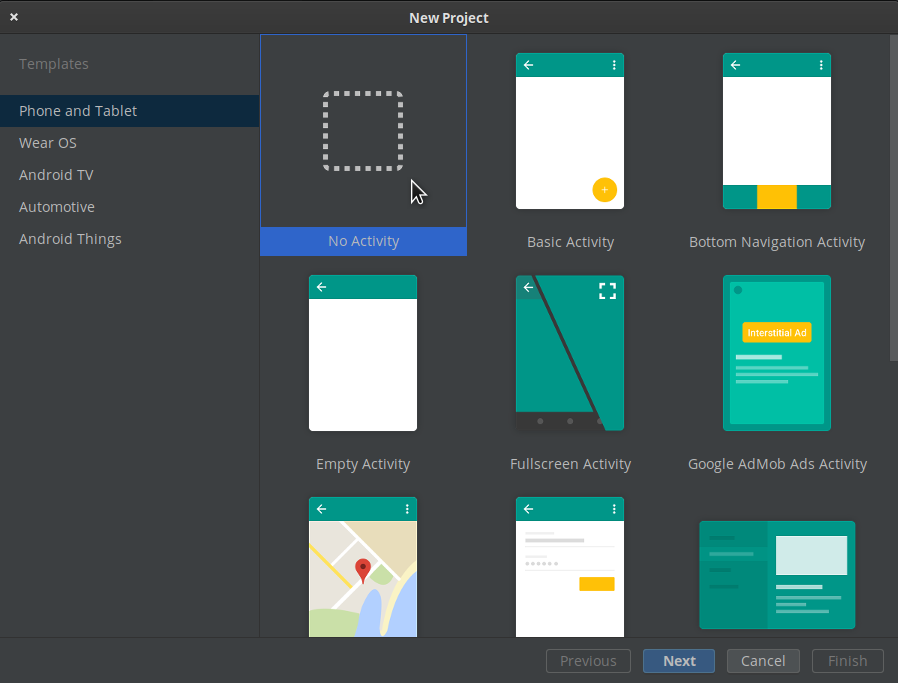 New Project
Templates
Phone and Tablet
Wear OS
Android TV
Automotive
Android Things
No Activity
Basic Activity
Bottom Navigation Activity
Interstitial Ad
Empty Activity
Fullscreen Activity
Google AdMob Ads Activity
Previous
Next
Cancel
Finish